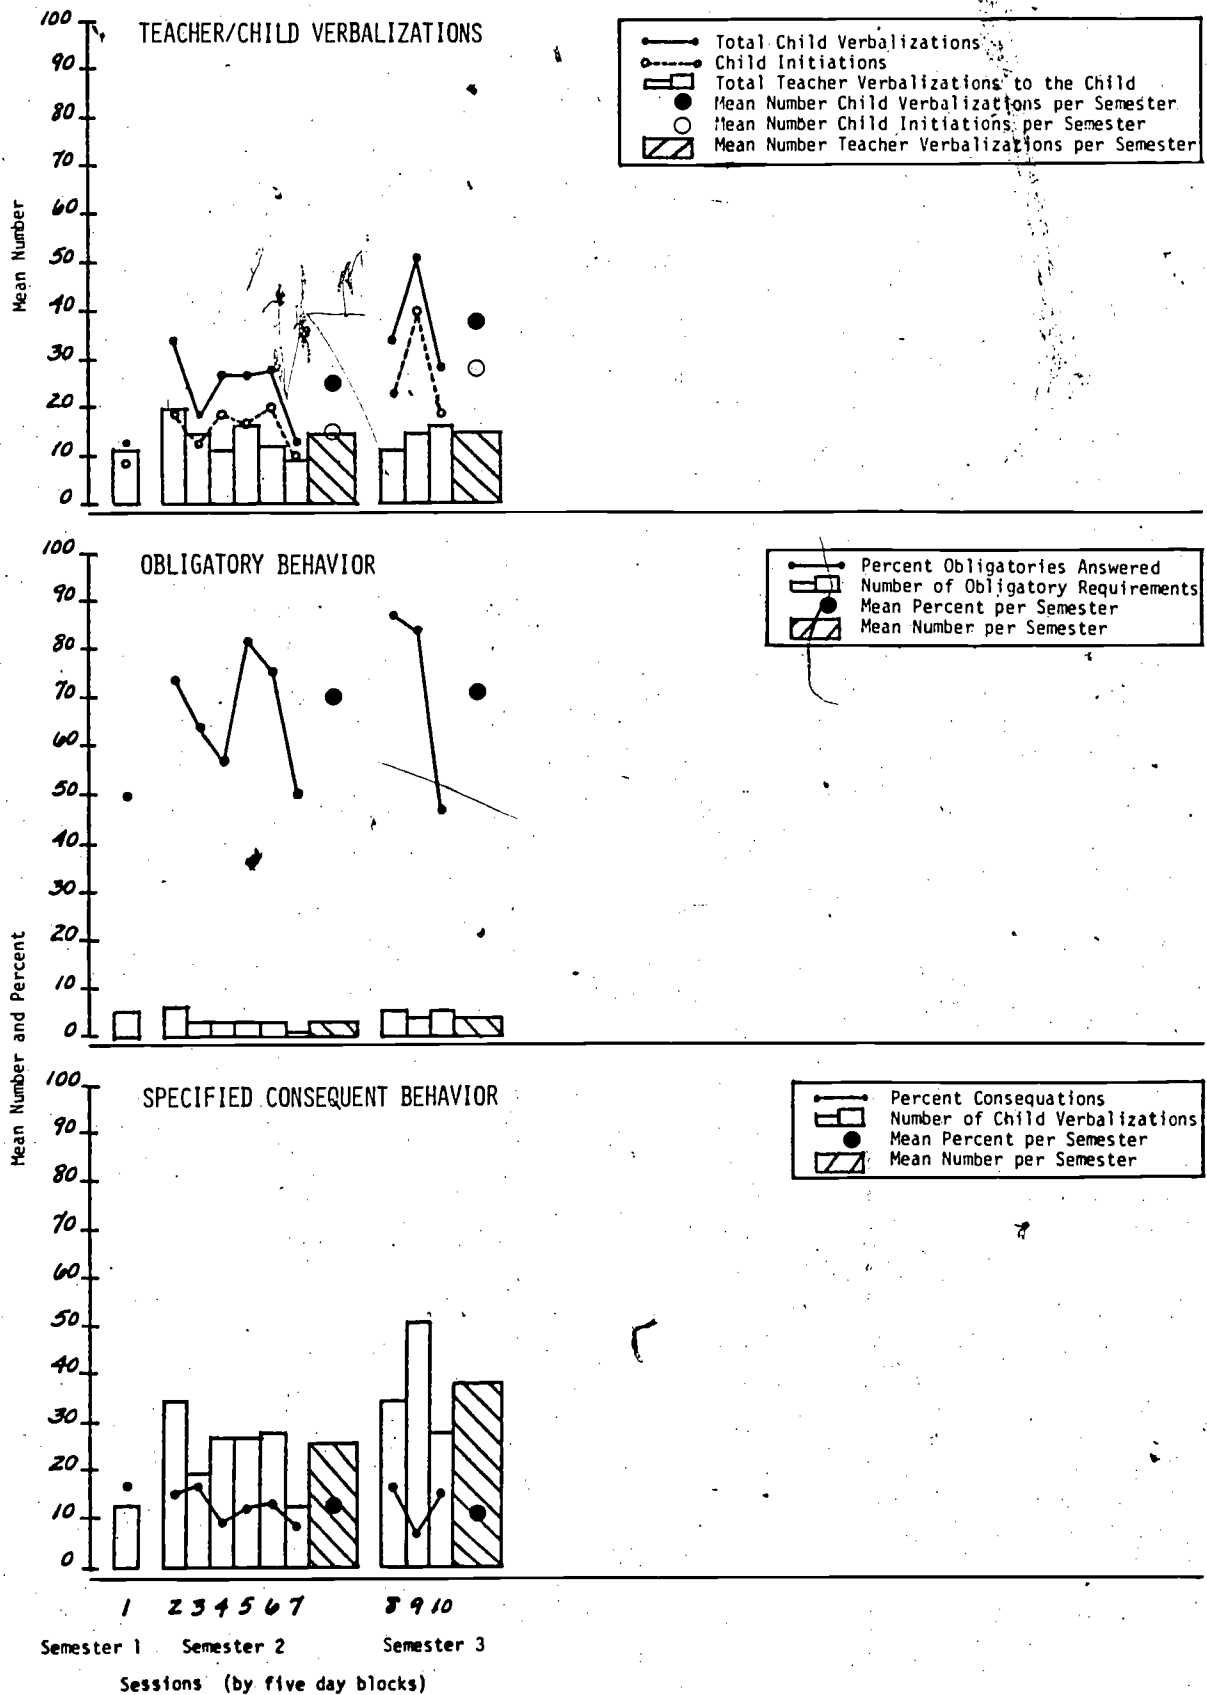 TEACHER/CHILD VERBALIZATIONS
Total Child Verbalizations
Child Initiations
Total Teacher Verbalizations to the Child
Mean Number Child Verbalizations per Semester
Mean Number Child Initiations per Semester
Mean Number Teacher Verbalizations per Semester
100
90
80
70
60
50
40
30
20
10
0
Mean Number
OBLIGATORY BEHAVIOR
Percent Obligatories Answered
Number of Obligatory Requirements
Mean Percent per Semester
Mean Number per Semester
100
90
80
70
60
50
40
30
20
10
0
Mean Number and Percent
SPECIFIED CONSEQUENT BEHAVIOR
Percent Consequations
Number of Child Verbalizations
Mean Percent per Semester
Mean Number per Semester
100
90
80
70
60
50
40
30
20
10
0
1 2 3 4 5 6 7 8 9 10
Semester 1 Semester 2 Semester 3
Sessions (by five day blocks)